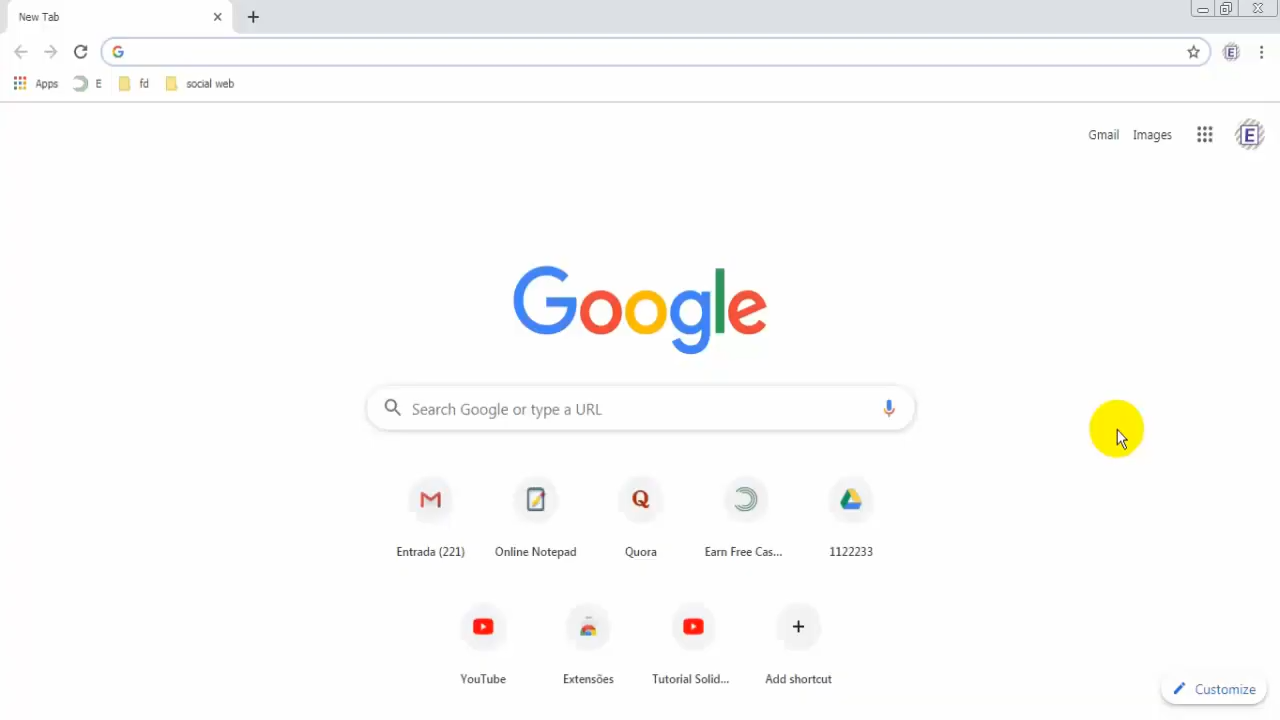 New Tab
Apps E fd social web
Gmail Images E
Google
Search Google or type a URL
Entrada (221) Online Notepad Quora Earn Free Cas... 1122233
YouTube Extensões Tutorial Solid... Add shortcut
Customize